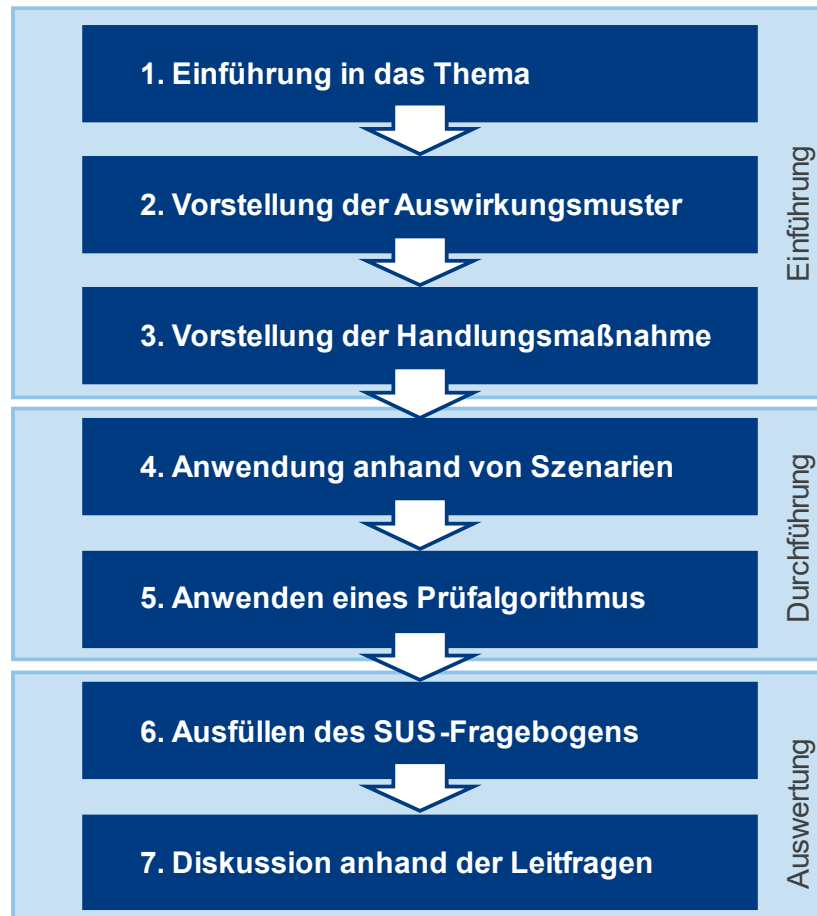 1. Einführung in das Thema
2. Vorstellung der Auswirkungsmuster
3. Vorstellung der Handlungsmaßnahme
Einführung
4. Anwendung anhand von Szenarien
5. Anwenden eines Prüfalgorithmus
Durchführung
6. Ausfüllen des SUS-Fragebogens
7. Diskussion anhand der Leitfragen
Auswertung